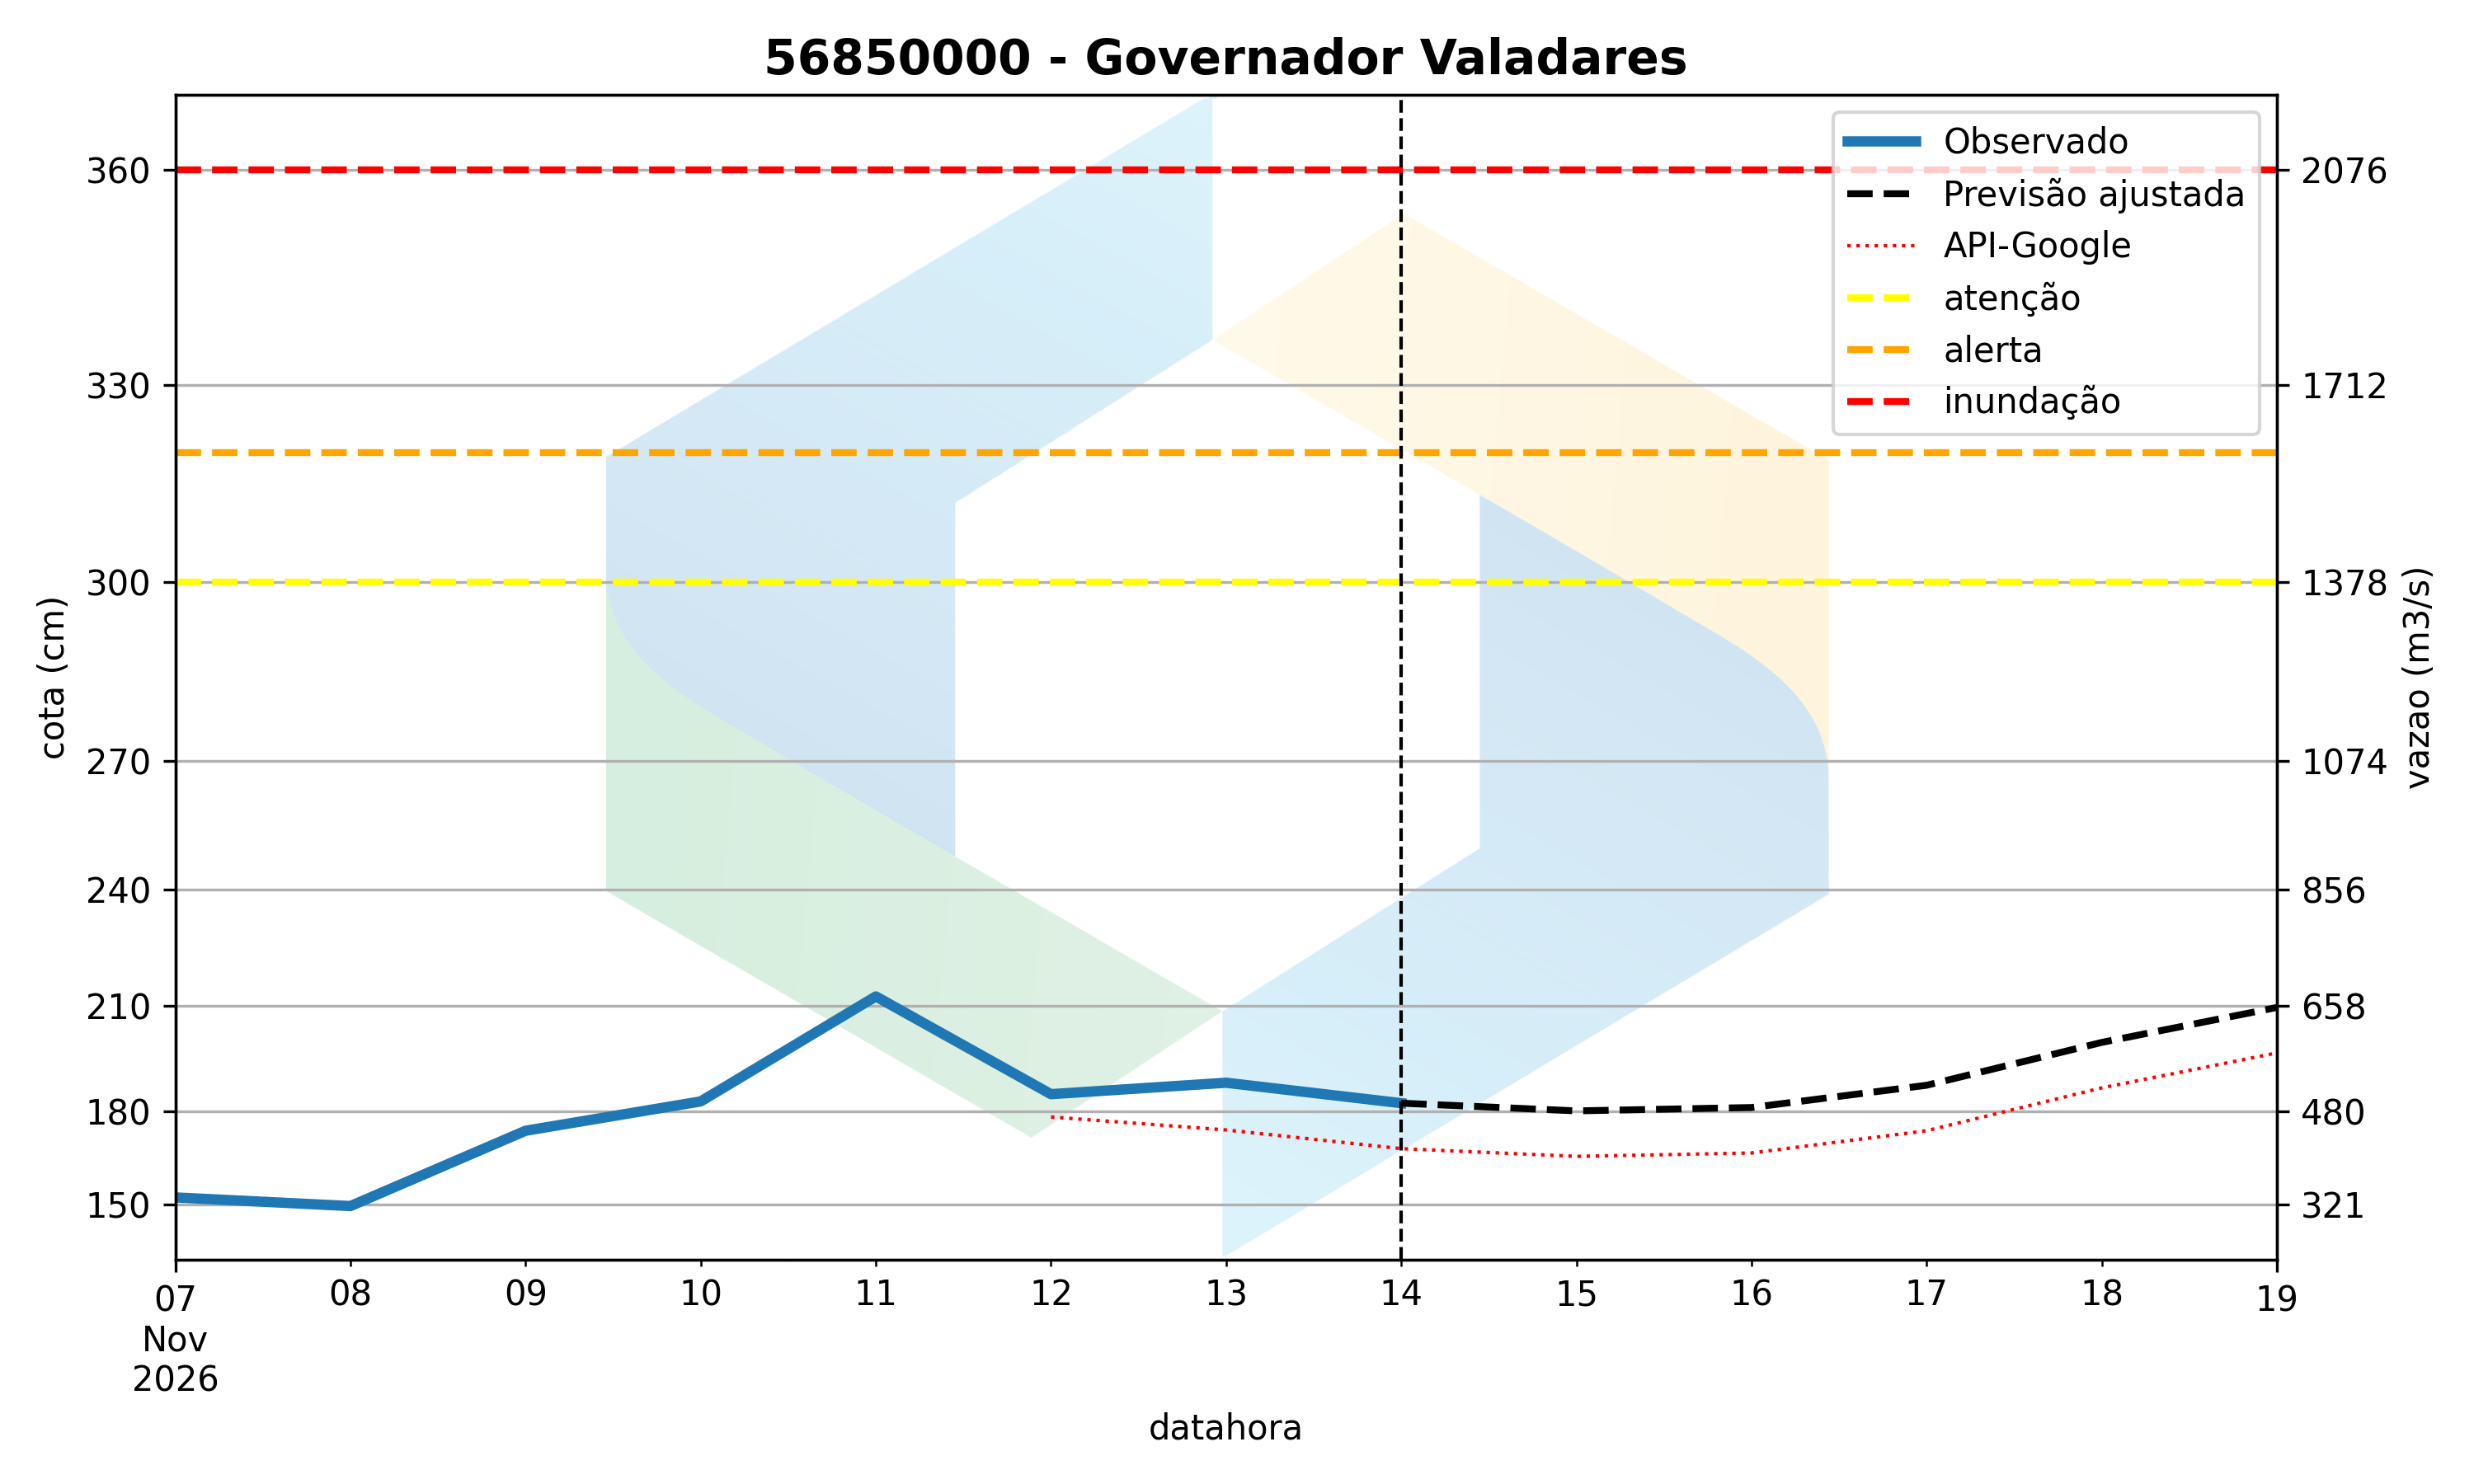 56850000 - Governador Valadares
Observado
Previsão ajustada
API-Google
atenção
alerta
inundação
360
330
300
270
240
210
180
150
cota (cm)
2076
1712
1378
1074
856
658
480
321
vazao (m3/s)
07 08 09 10 11 12 13 14 15 16 17 18 19
Nov
2026
datahora